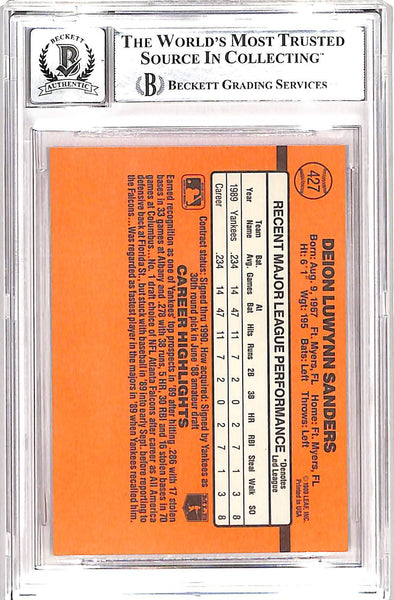 BECKETT
B
AUTHENTIC
THE WORLD'S MOST TRUSTED
SOURCE IN COLLECTING™
B BECKETT GRADING SERVICES
427
DEION LUWYNN SANDERS
Born: Aug. 9, 1967 Ft. Myers, FL Home: Ft. Myers, FL
Ht: 6'1" Wgt: 195 Bats: Left Throws: Left
© 1989 LEAF, INC.
Printed in USA
RECENT MAJOR LEAGUE PERFORMANCE *Denotes
Led League
Team Bat. At
Year Name Avg. Games Bat Hits Runs 2B 3B HR RBI Steal Walk SO
1989 Yankees .234 14 47 11 7 2 0 2 7 1 3 8
Career .234 14 47 11 7 2 0 2 7 1 3 8
Contract status: Signed thru 1990. How acquired: Signed by Yankees as
30th round pick in June '88 amateur draft
CAREER HIGHLIGHTS
Earned recognition as one of Yankees' top prospects in '89 after hitting .286 with 17 stolen
bases in 33 games at Albany and .278 with 38 runs, 5 HR, 30 RBI and 16 stolen bases in 70
games at Columbus...No. 1 draft choice of NFL Atlanta Falcons after career as All-America
defensive back at Florida St., but stuck with baseball in '89 into early Sept. before reporting to
the Falcons...Was regarded as fastest player in the majors in '89 when Yankees recalled him.